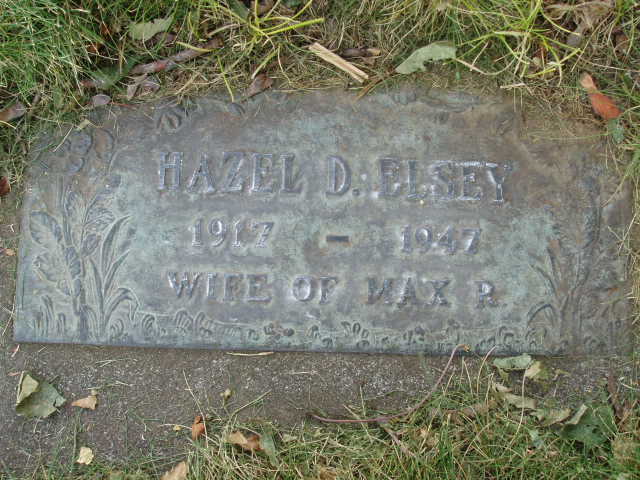 HAZEL D. ELSEY
1917 - 1947
WIFE OF MAX R.